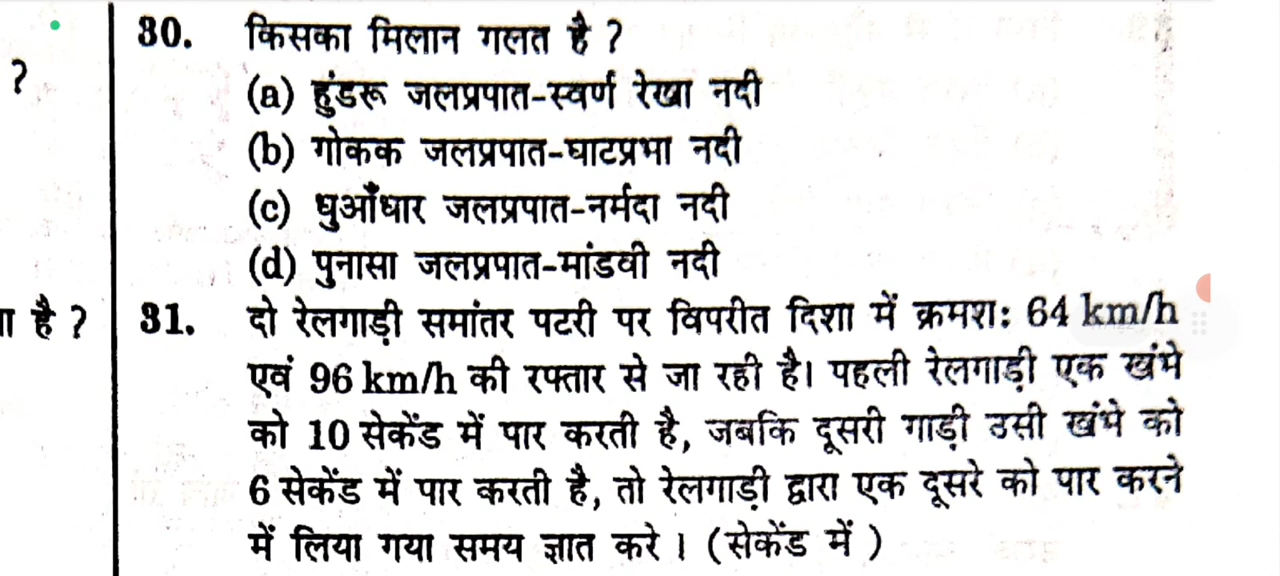 ?
30. किसका मिलान गलत है ?
(a) हुंडरू जलप्रपात-स्वर्ण रेखा नदी
(b) गोकक जलप्रपात-घाटप्रभा नदी
(c) धुआँधार जलप्रपात-नर्मदा नदी
(d) पुनासा जलप्रपात-मांडवी नदी
है ?
31. दो रेलगाड़ी समांतर पटरी पर विपरीत दिशा में क्रमश: 64 km/h
एवं 96 km/h की रफ्तार से जा रही है। पहली रेलगाड़ी एक खंभे
को 10 सेकेंड में पार करती है, जबकि दूसरी गाड़ी उसी खंभे को
6 सेकेंड में पार करती है, तो रेलगाड़ी द्वारा एक दूसरे को पार करने
में लिया गया समय ज्ञात करे । (सेकेंड में )